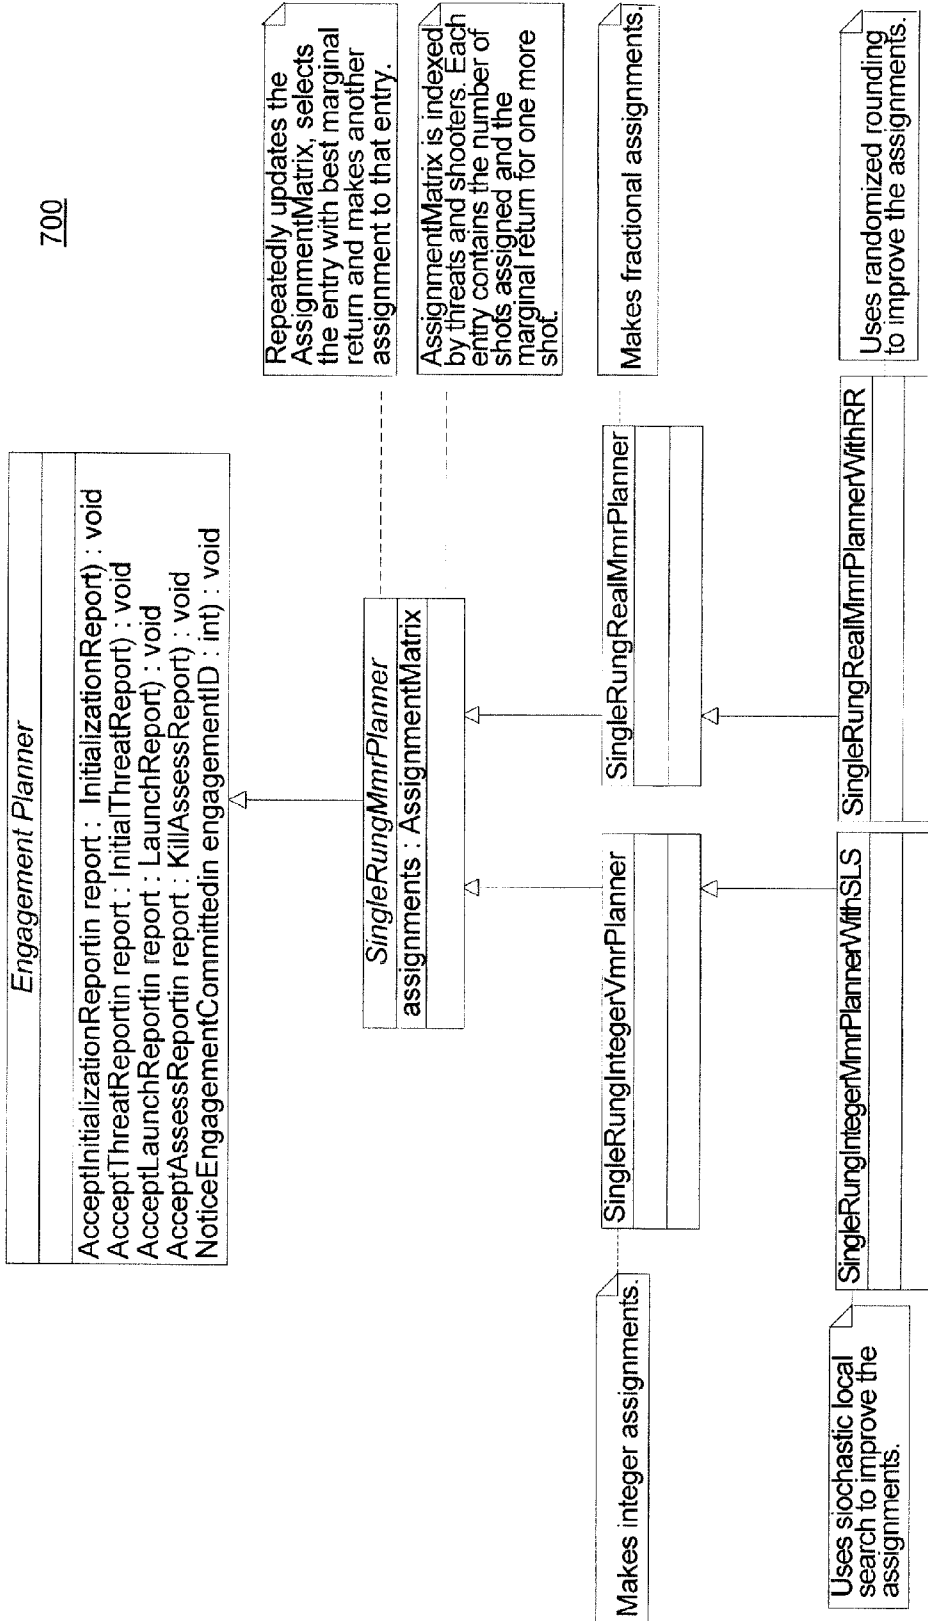 700
Engagement Planner
AcceptInitializationReportin report : InitializationReport) : void
AcceptThreatReportin report : InitialThreatReport) : void
AcceptLaunchReportin report : LaunchReport) : void
AcceptAssessReportin report : KillAssessReport) : void
NoticeEngagementCommittedin engagementID : int) : void
SingleRungMmrPlanner
assignments : AssignmentMatrix
Repeatedly updates the
AssignmentMatrix, selects
the entry with best marginal
return and makes another
assignment to that entry.
AssignmentMatrix is indexed
by threats and shooters. Each
entry contains the number of
shots assigned and the
marginal return for one more
shot.
Makes integer assignments.
SingleRungIntegerVmrPlanner
SingleRungRealMmrPlanner
Makes fractional assignments.
Uses siochastic local
search to improve the
assignments.
SingleRungIntegerMmrPlannerWithSLS
SingleRungRealMmrPlannerWithRR
Uses randomized rounding
to improve the assignments.